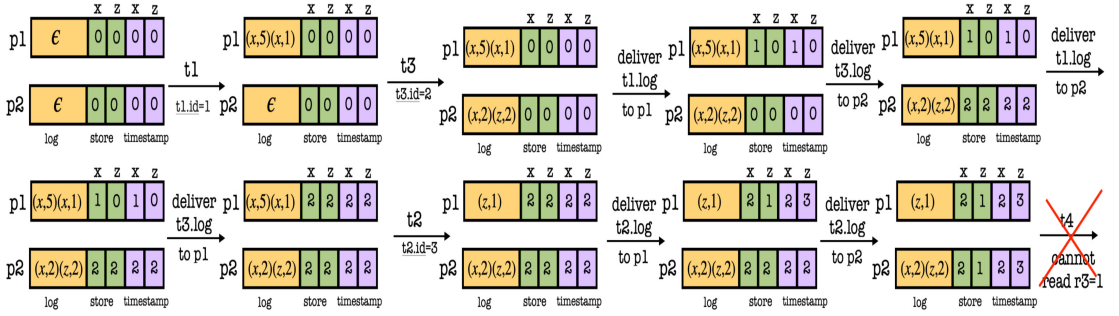 x z x z
p1 ϵ 0 0 0 0
p2 ϵ 0 0 0 0
log store timestamp
t1
t1.id=1
x z x z
p1 (x,5)(x,1) 0 0 0 0
p2 ϵ 0 0 0 0
log store timestamp
t3
t3.id=2
x z x z
p1 (x,5)(x,1) 0 0 0 0
p2 (x,2)(z,2) 0 0 0 0
log store timestamp
deliver
t1.log
to p1
x z x z
p1 (x,5)(x,1) 1 0 1 0
p2 (x,2)(z,2) 0 0 0 0
log store timestamp
deliver
t3.log
to p2
x z x z
p1 (x,5)(x,1) 1 0 1 0
p2 (x,2)(z,2) 2 2 2 2
log store timestamp
deliver
t1.log
to p2
x z x z
p1 (x,5)(x,1) 1 0 1 0
p2 (x,2)(z,2) 2 2 2 2
log store timestamp
deliver
t3.log
to p1
x z x z
p1 (x,5)(x,1) 2 2 2 2
p2 (x,2)(z,2) 2 2 2 2
log store timestamp
t2
t2.id=3
x z x z
p1 (z,1) 2 2 2 2
p2 (x,2)(z,2) 2 2 2 2
log store timestamp
deliver
t2.log
to p1
x z x z
p1 (z,1) 2 1 2 3
p2 (x,2)(z,2) 2 2 2 2
log store timestamp
deliver
t2.log
to p2
x z x z
p1 (z,1) 2 1 2 3
p2 (x,2)(z,2) 2 1 2 3
log store timestamp
t4
cannot
read r3=1